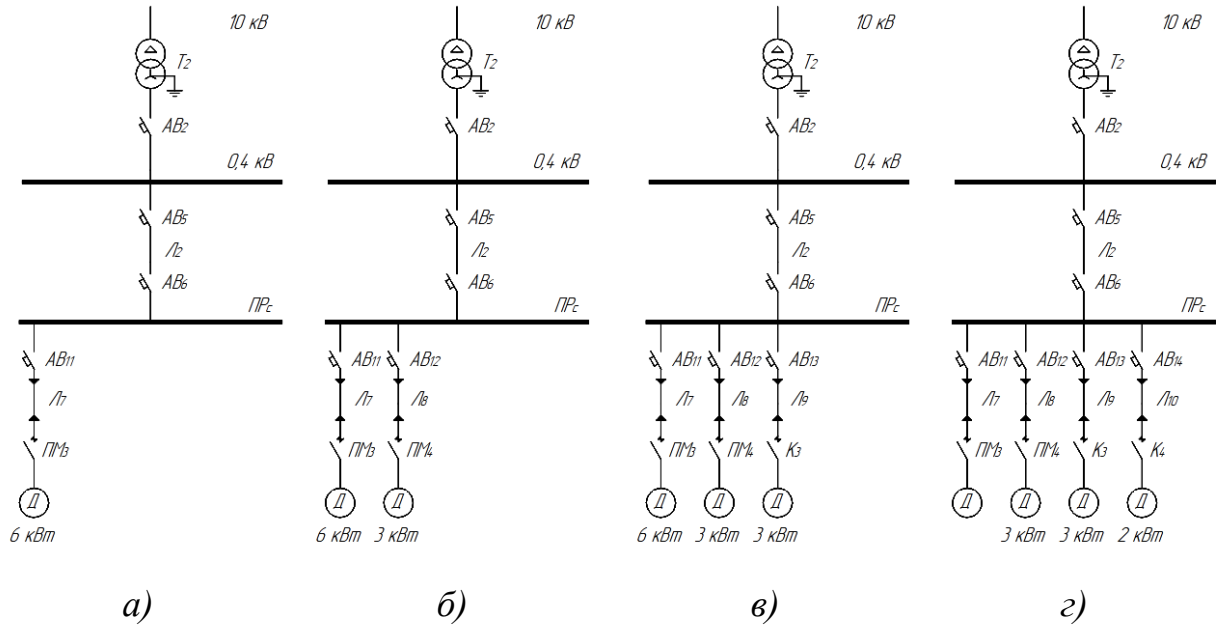 10 кВ 10 кВ 10 кВ 10 кВ
Т2 Т2 Т2 Т2
АВ2 АВ2 АВ2 АВ2
0,4 кВ 0,4 кВ 0,4 кВ 0,4 кВ
АВ5 АВ5 АВ5 АВ5
Л2 Л2 Л2 Л2
АВ6 АВ6 АВ6 АВ6
ПРс ПРс ПРс ПРс
АВ11 АВ11 АВ12 АВ11 АВ12 АВ13 АВ11 АВ12 АВ13 АВ14
Л7 Л7 Л8 Л7 Л8 Л9 Л7 Л8 Л9 Л10
ПМ3 ПМ3 ПМ4 ПМ3 ПМ4 К3 ПМ3 ПМ4 К3 К4
Д Д Д Д Д Д Д Д Д Д
6 кВт 6 кВт 3 кВт 6 кВт 3 кВт 3 кВт 3 кВт 3 кВт 2 кВт
а) б) в) г)